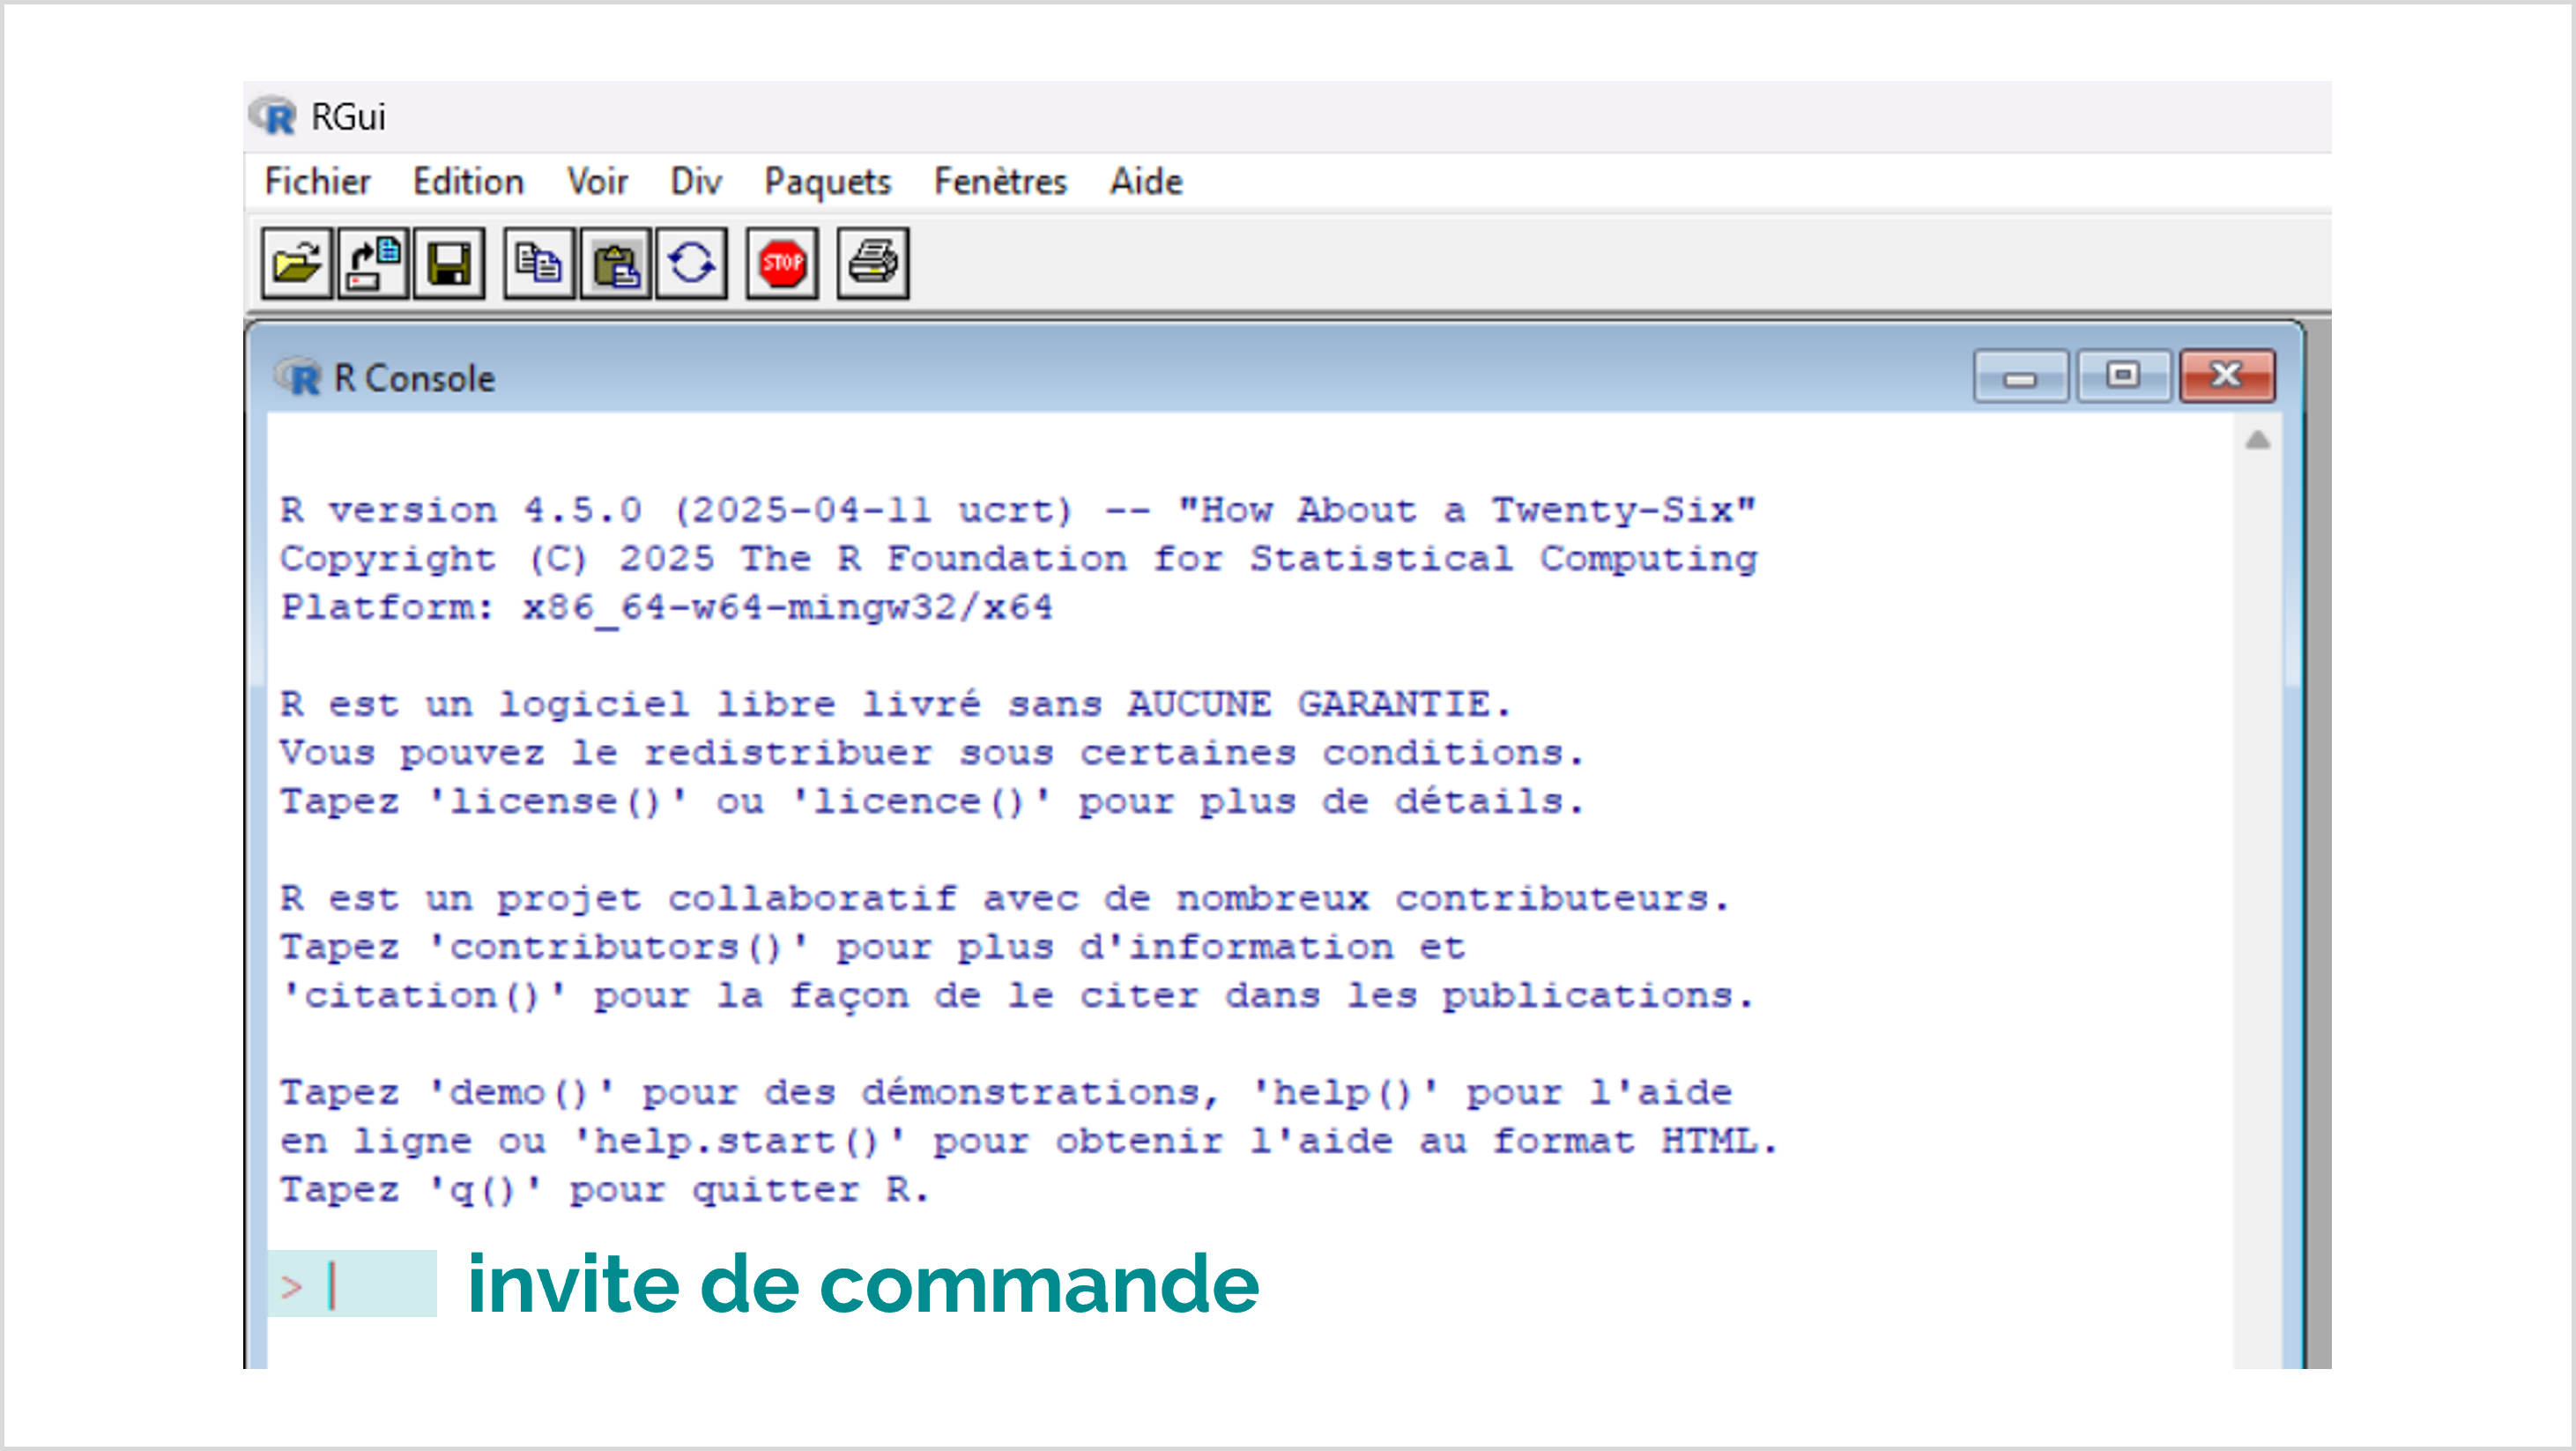 RGui
Fichier Edition Voir Div Paquets Fenètres Aide
STOP
R Console
R version 4.5.0 (2025-04-11 ucrt) -- "How About a Twenty-Six"
Copyright (C) 2025 The R Foundation for Statistical Computing
Platform: x86_64-w64-mingw32/x64
R est un logiciel libre livré sans AUCUNE GARANTIE.
Vous pouvez le redistribuer sous certaines conditions.
Tapez 'license()' ou 'licence()' pour plus de détails.
R est un projet collaboratif avec de nombreux contributeurs.
Tapez 'contributors()' pour plus d'information et
'citation()' pour la façon de le citer dans les publications.
Tapez 'demo()' pour des démonstrations, 'help()' pour l'aide
en ligne ou 'help.start()' pour obtenir l'aide au format HTML.
Tapez 'q()' pour quitter R.
> | invite de commande